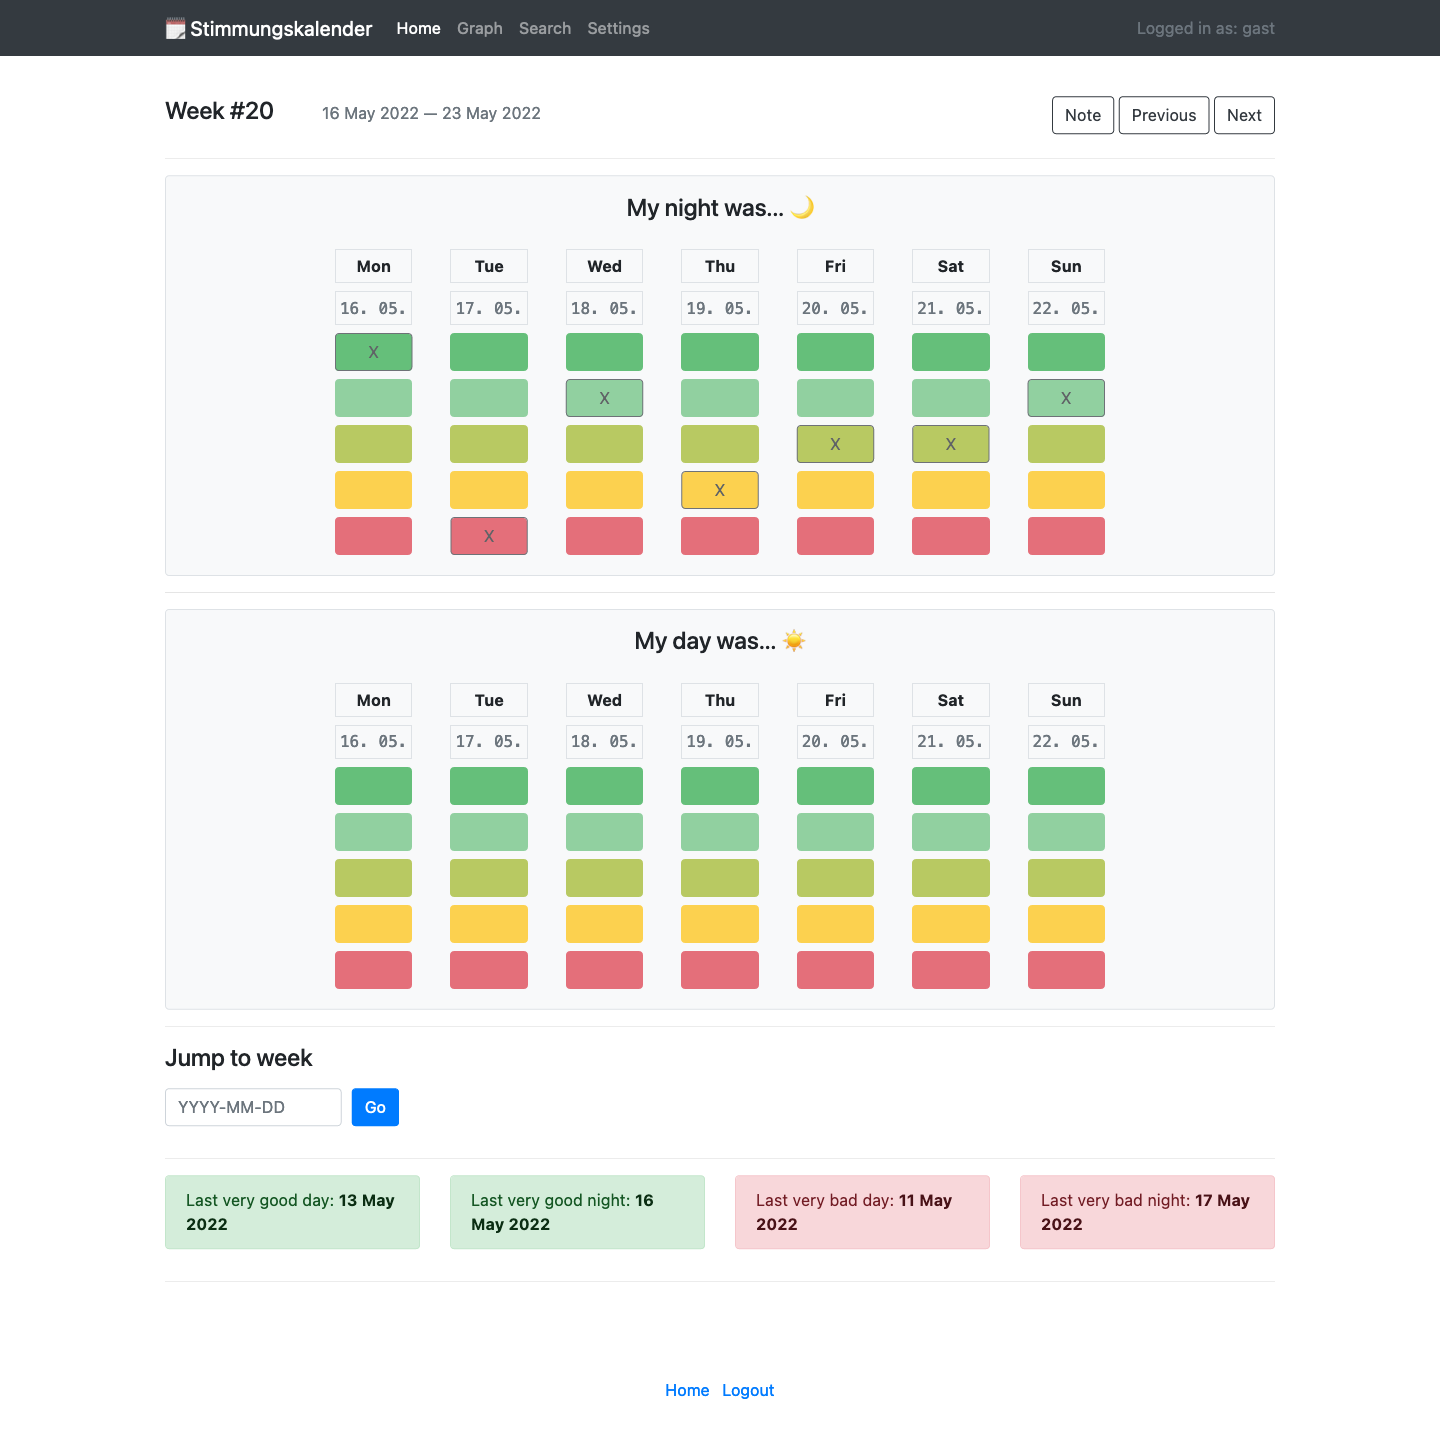 Stimmungskalender Home Graph Search Settings Logged in as: gast
Week #20 16 May 2022 — 23 May 2022 Note Previous Next
My night was...
Mon Tue Wed Thu Fri Sat Sun
16. 05. 17. 05. 18. 05. 19. 05. 20. 05. 21. 05. 22. 05.
X
X X
X X
X
X
My day was...
Mon Tue Wed Thu Fri Sat Sun
16. 05. 17. 05. 18. 05. 19. 05. 20. 05. 21. 05. 22. 05.
Jump to week
YYYY-MM-DD Go
Last very good day: 13 May
2022
Last very good night: 16
May 2022
Last very bad day: 11 May
2022
Last very bad night: 17 May
2022
Home Logout